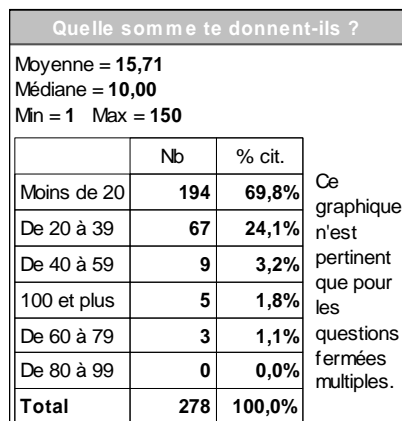 Quelle somme te donnent-ils ?
Moyenne = 15,71
Médiane = 10,00
Min = 1 Max = 150
Nb % cit.
Moins de 20 194 69,8%
De 20 à 39 67 24,1%
De 40 à 59 9 3,2%
100 et plus 5 1,8%
De 60 à 79 3 1,1%
De 80 à 99 0 0,0%
Total 278 100,0%
Ce
graphique
n'est
pertinent
que pour
les
questions
fermées
multiples.